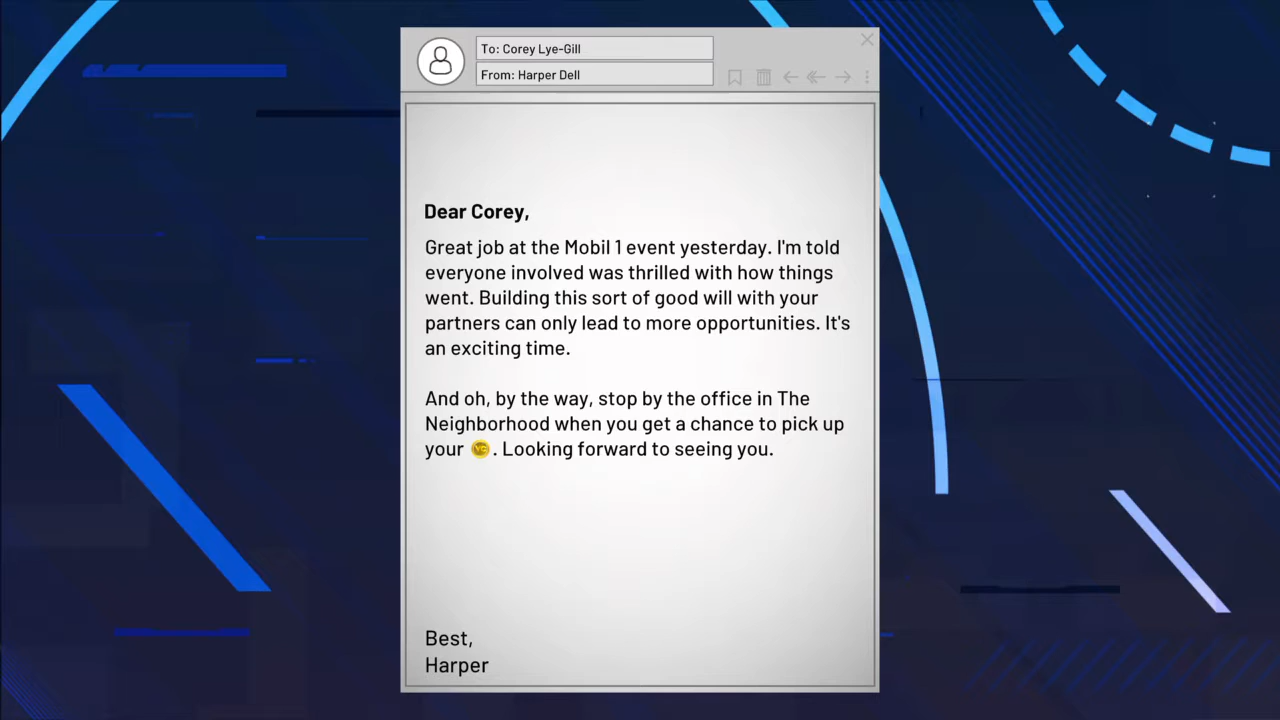 To: Corey Lye-Gill
From: Harper Dell
Dear Corey,
Great job at the Mobil 1 event yesterday. I'm told
everyone involved was thrilled with how things
went. Building this sort of good will with your
partners can only lead to more opportunities. It's
an exciting time.
And oh, by the way, stop by the office in The
Neighborhood when you get a chance to pick up
your VC. Looking forward to seeing you.
Best,
Harper